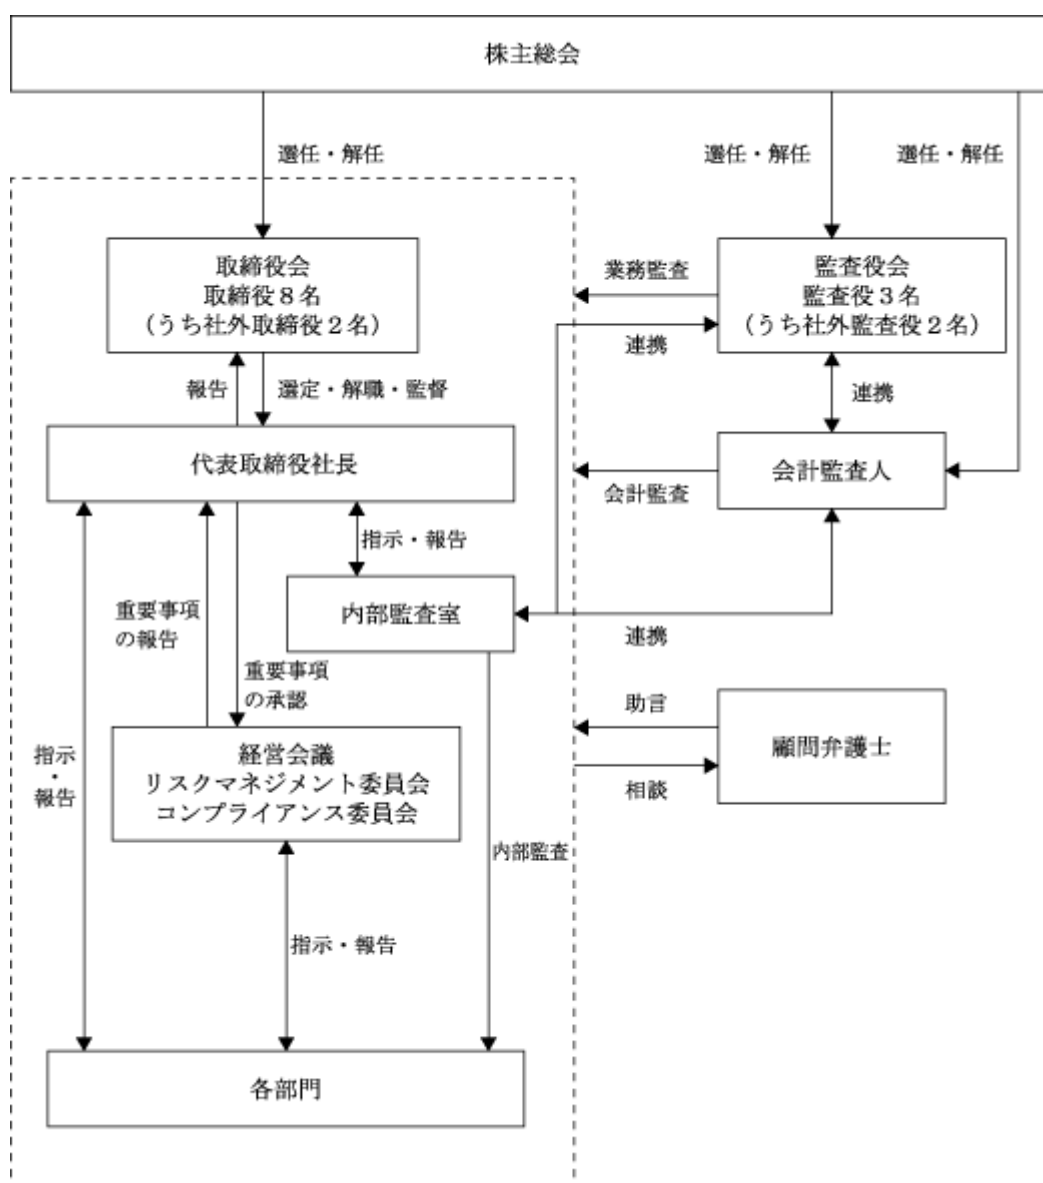 株主総会
選任・解任
選任・解任
選任・解任
取締役会
取締役8名
(うち社外取締役2名)
業務監査
監査役会
監査役3名
(うち社外監査役2名)
連携
報告
選定・解職・監督
連携
代表取締役社長
会計監査
会計監査人
指示・報告
内部監査室
重要事項
の報告
連携
重要事項
の承認
助言
顧問弁護士
相談
指示
・
報告
経営会議
リスクマネジメント委員会
コンプライアンス委員会
内部監査
指示・報告
各部門